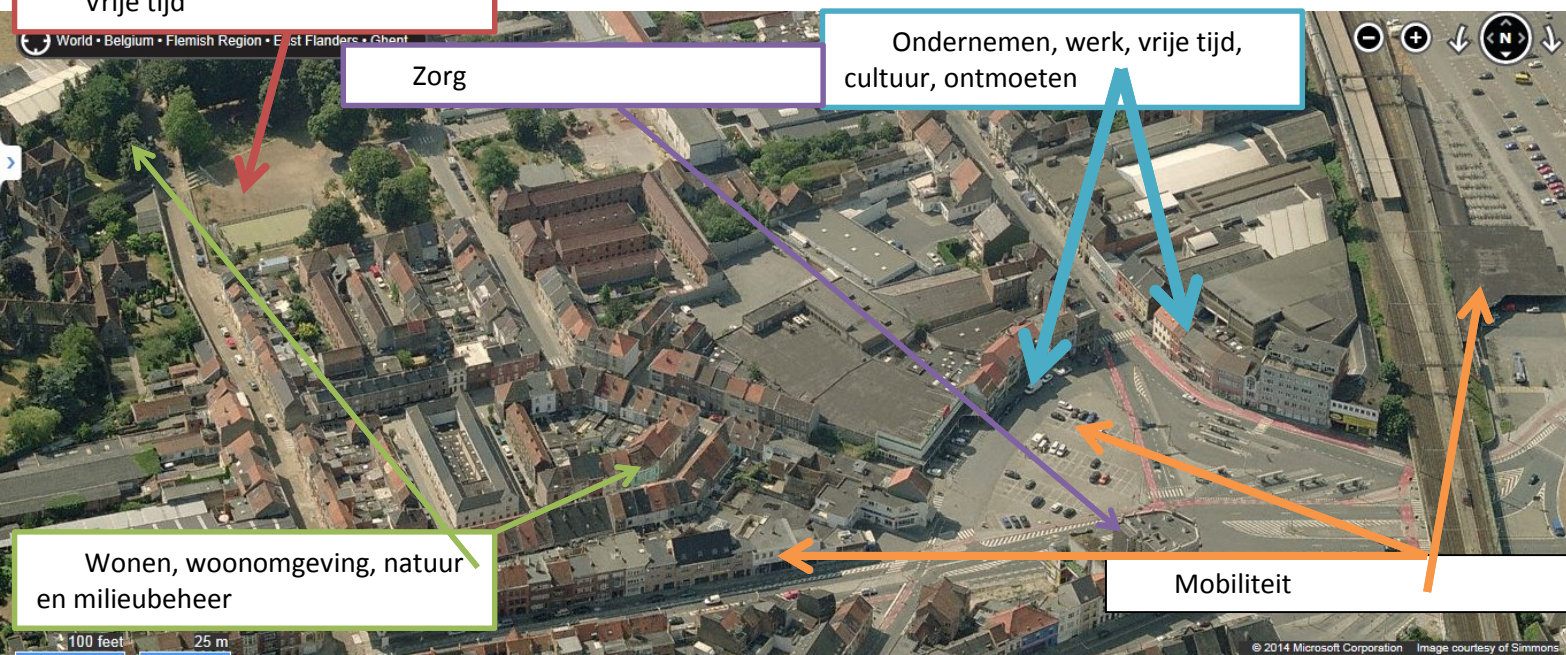 Vrije tijd
World • Belgium • Flemish Region • East Flanders • Ghent
Zorg
Ondernemen, werk, vrije tijd,
cultuur, ontmoeten
N
Wonen, woonomgeving, natuur
en milieubeheer
Mobiliteit
100 feet 25 m
© 2014 Microsoft Corporation Image courtesy of Simmons